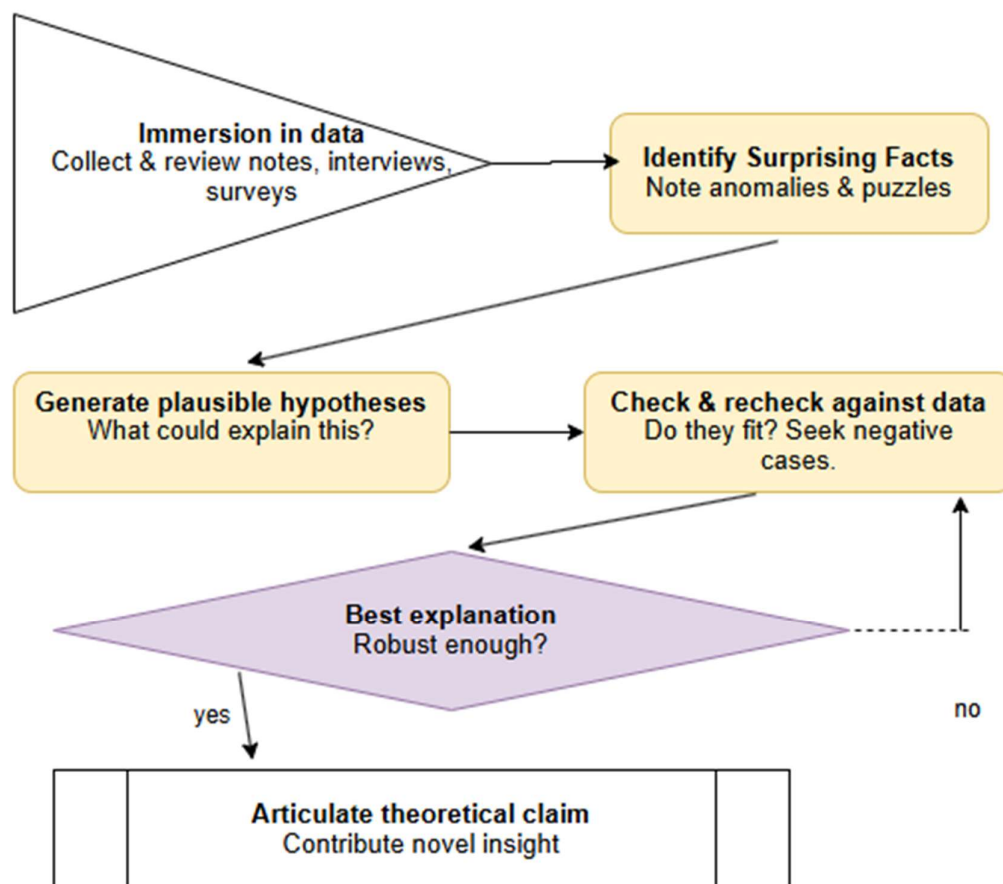 Immersion in data
Collect & review notes, interviews,
surveys
Identify Surprising Facts
Note anomalies & puzzles
Generate plausible hypotheses
What could explain this?
Check & recheck against data
Do they fit? Seek negative
cases.
Best explanation
Robust enough?
yes
no
Articulate theoretical claim
Contribute novel insight